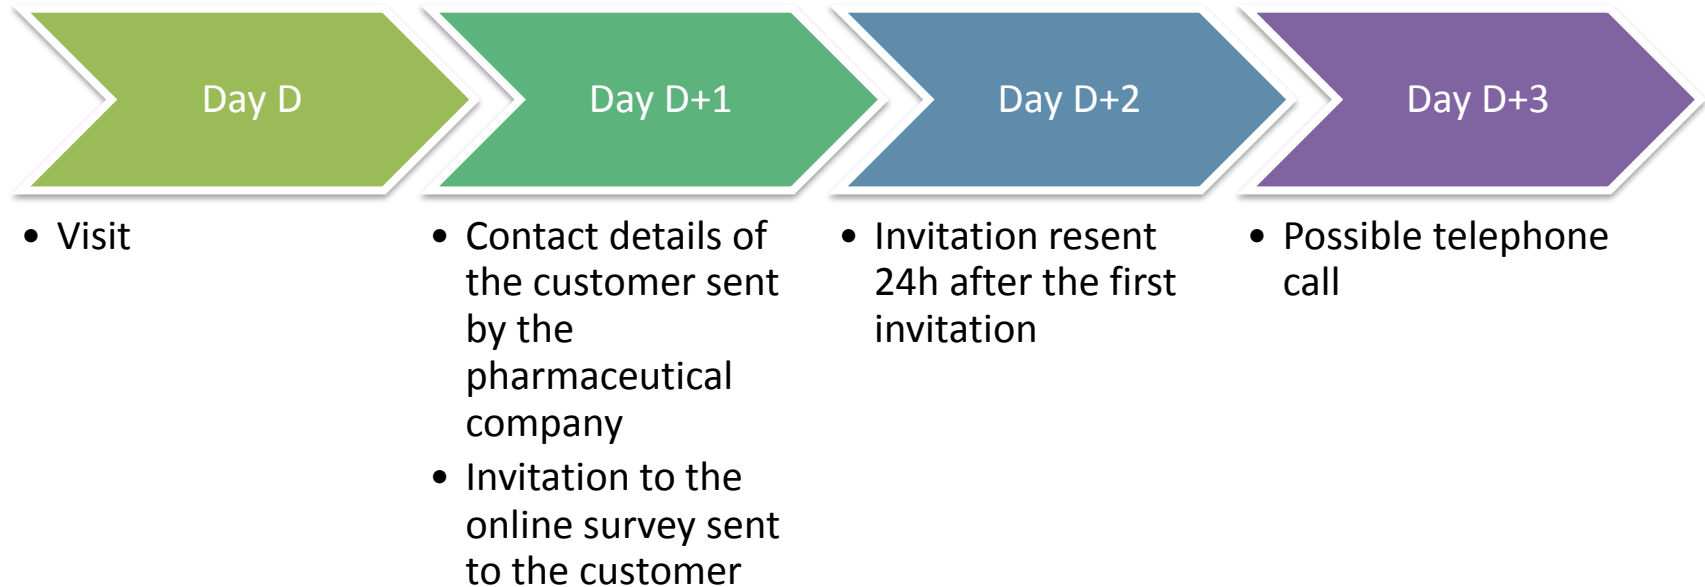 Day D
Day D+1
Day D+2
Day D+3
• Visit
• Contact details of
the customer sent
by the
pharmaceutical
company
• Invitation to the
online survey sent
to the customer
• Invitation resent
24h after the first
invitation
• Possible telephone
call